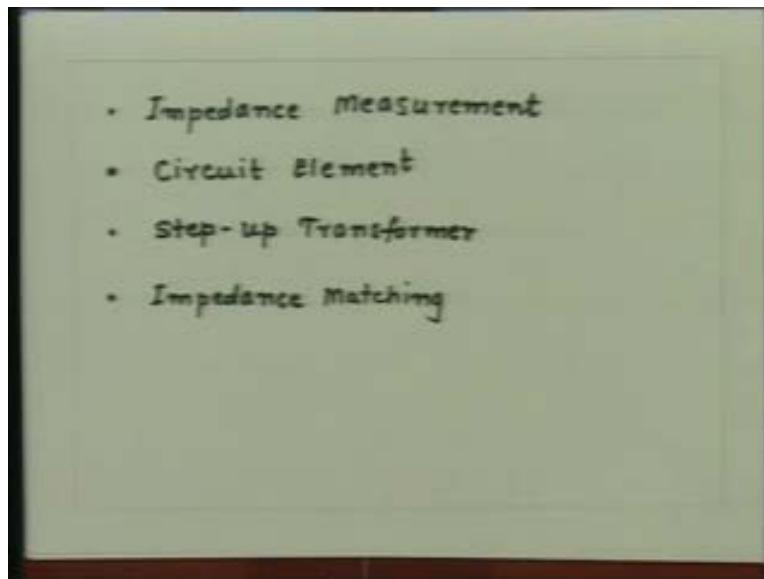 • Impedance Measurement
• Circuit Element
• Step-up Transformer
• Impedance Matching